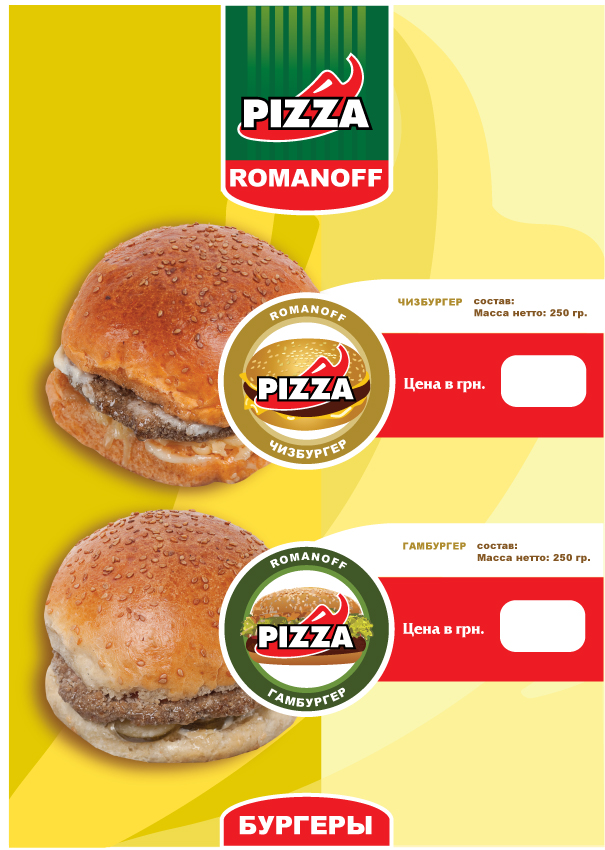 PIZZA
ROMANOFF
ЧИЗБУРГЕР состав:
Масса нетто: 250 гр.
ROMANOFF
PIZZA
ЧИЗБУРГЕР
Цена в грн.
ГАМБУРГЕР состав:
Масса нетто: 250 гр.
ROMANOFF
PIZZA
ГАМБУРГЕР
Цена в грн.
БУРГЕРЫ